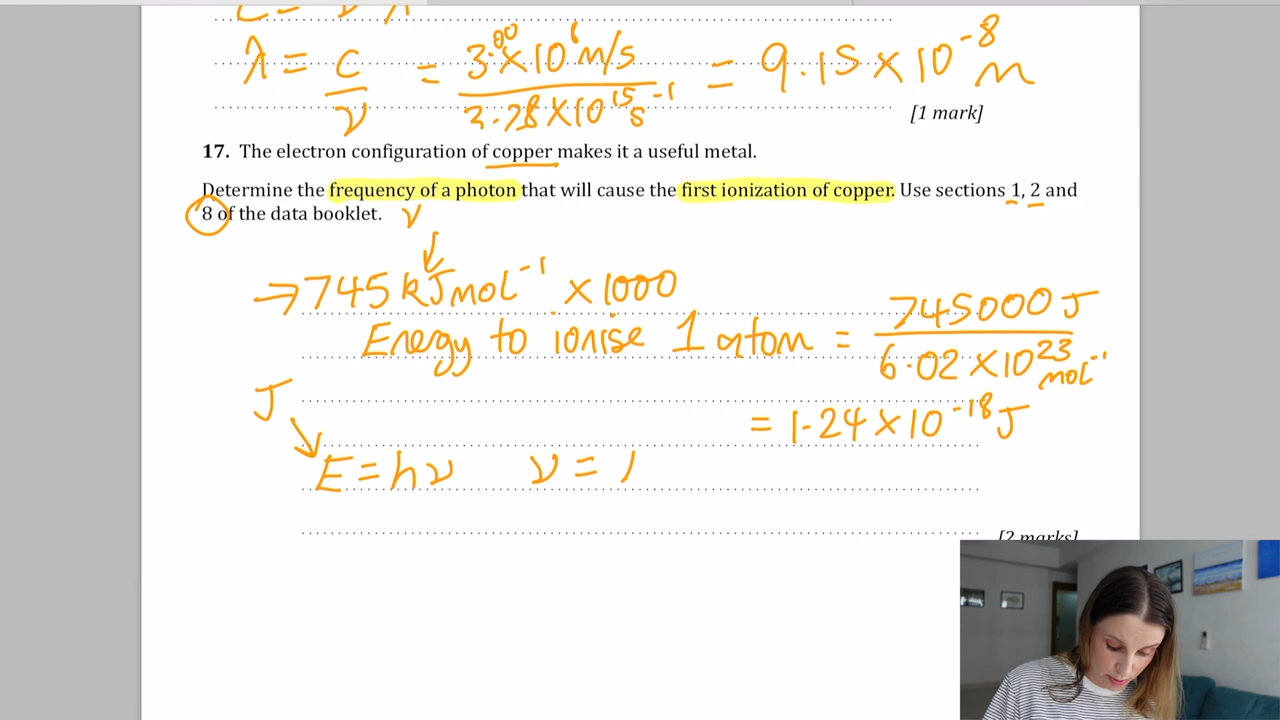 λ = c/ν = 3.00×10⁸ m/s / 3.28×10¹⁵ s⁻¹ = 9.15×10⁻⁸ m
[1 mark]
17. The electron configuration of copper makes it a useful metal.
Determine the frequency of a photon that will cause the first ionization of copper. Use sections 1, 2 and
8 of the data booklet. ν
→ 745 kJ mol⁻¹ × 1000
Energy to ionise 1 atom = 745000 J / 6.02×10²³ mol⁻¹
J
= 1.24×10⁻¹⁸ J
E = hν ν =
[2 marks]